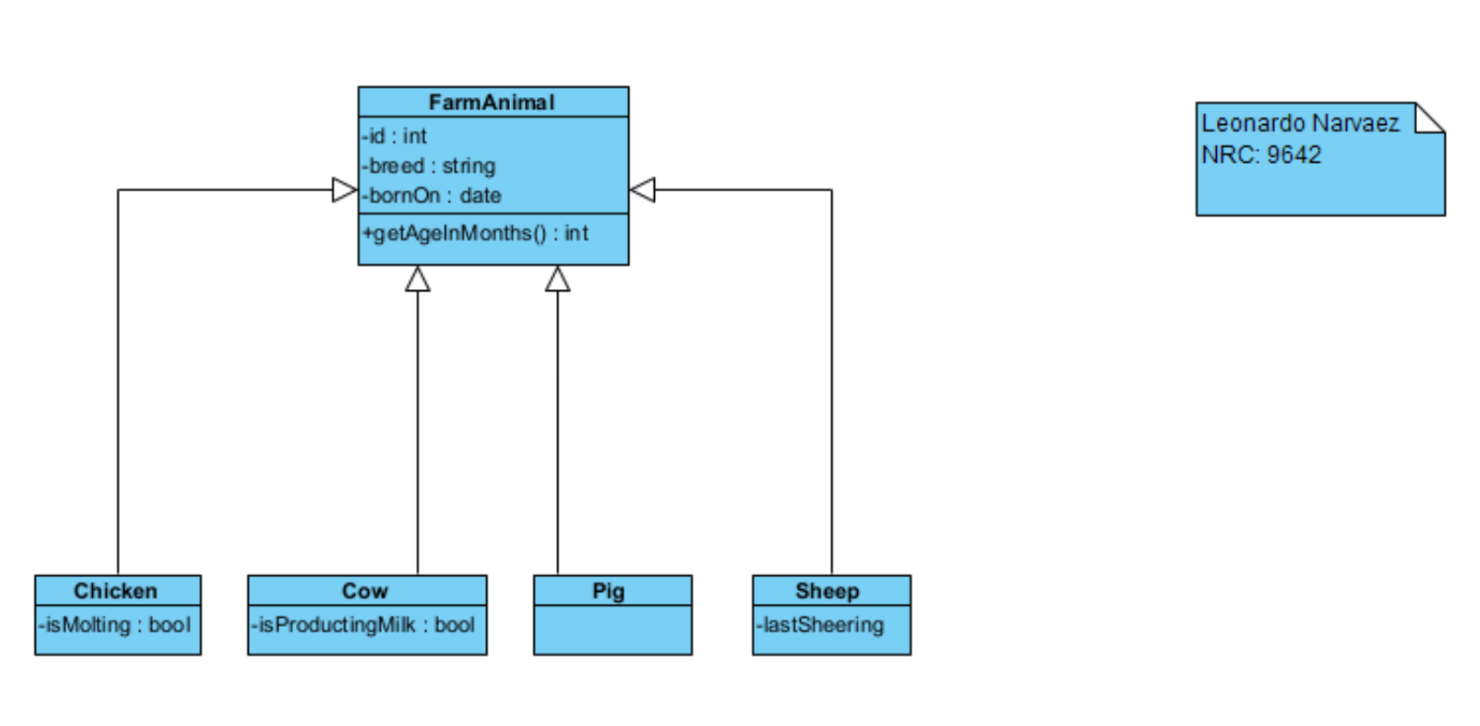 FarmAnimal
-id : int
-breed : string
-bornOn : date
+getAgeInMonths() : int
Leonardo Narvaez
NRC: 9642
Chicken
-isMolting : bool
Cow
-isProductingMilk : bool
Pig
Sheep
-lastSheering